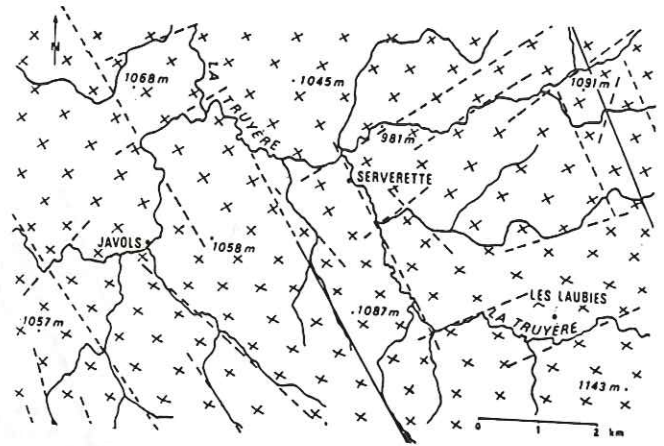 N
1068 m
LA TRUYÈRE
1045 m
1091 m
981 m
SERVERETTE
JAVOLS
1058 m
1057 m
1087 m
LES LAUBIES
LA TRUYÈRE
1143 m
0 1 2
km